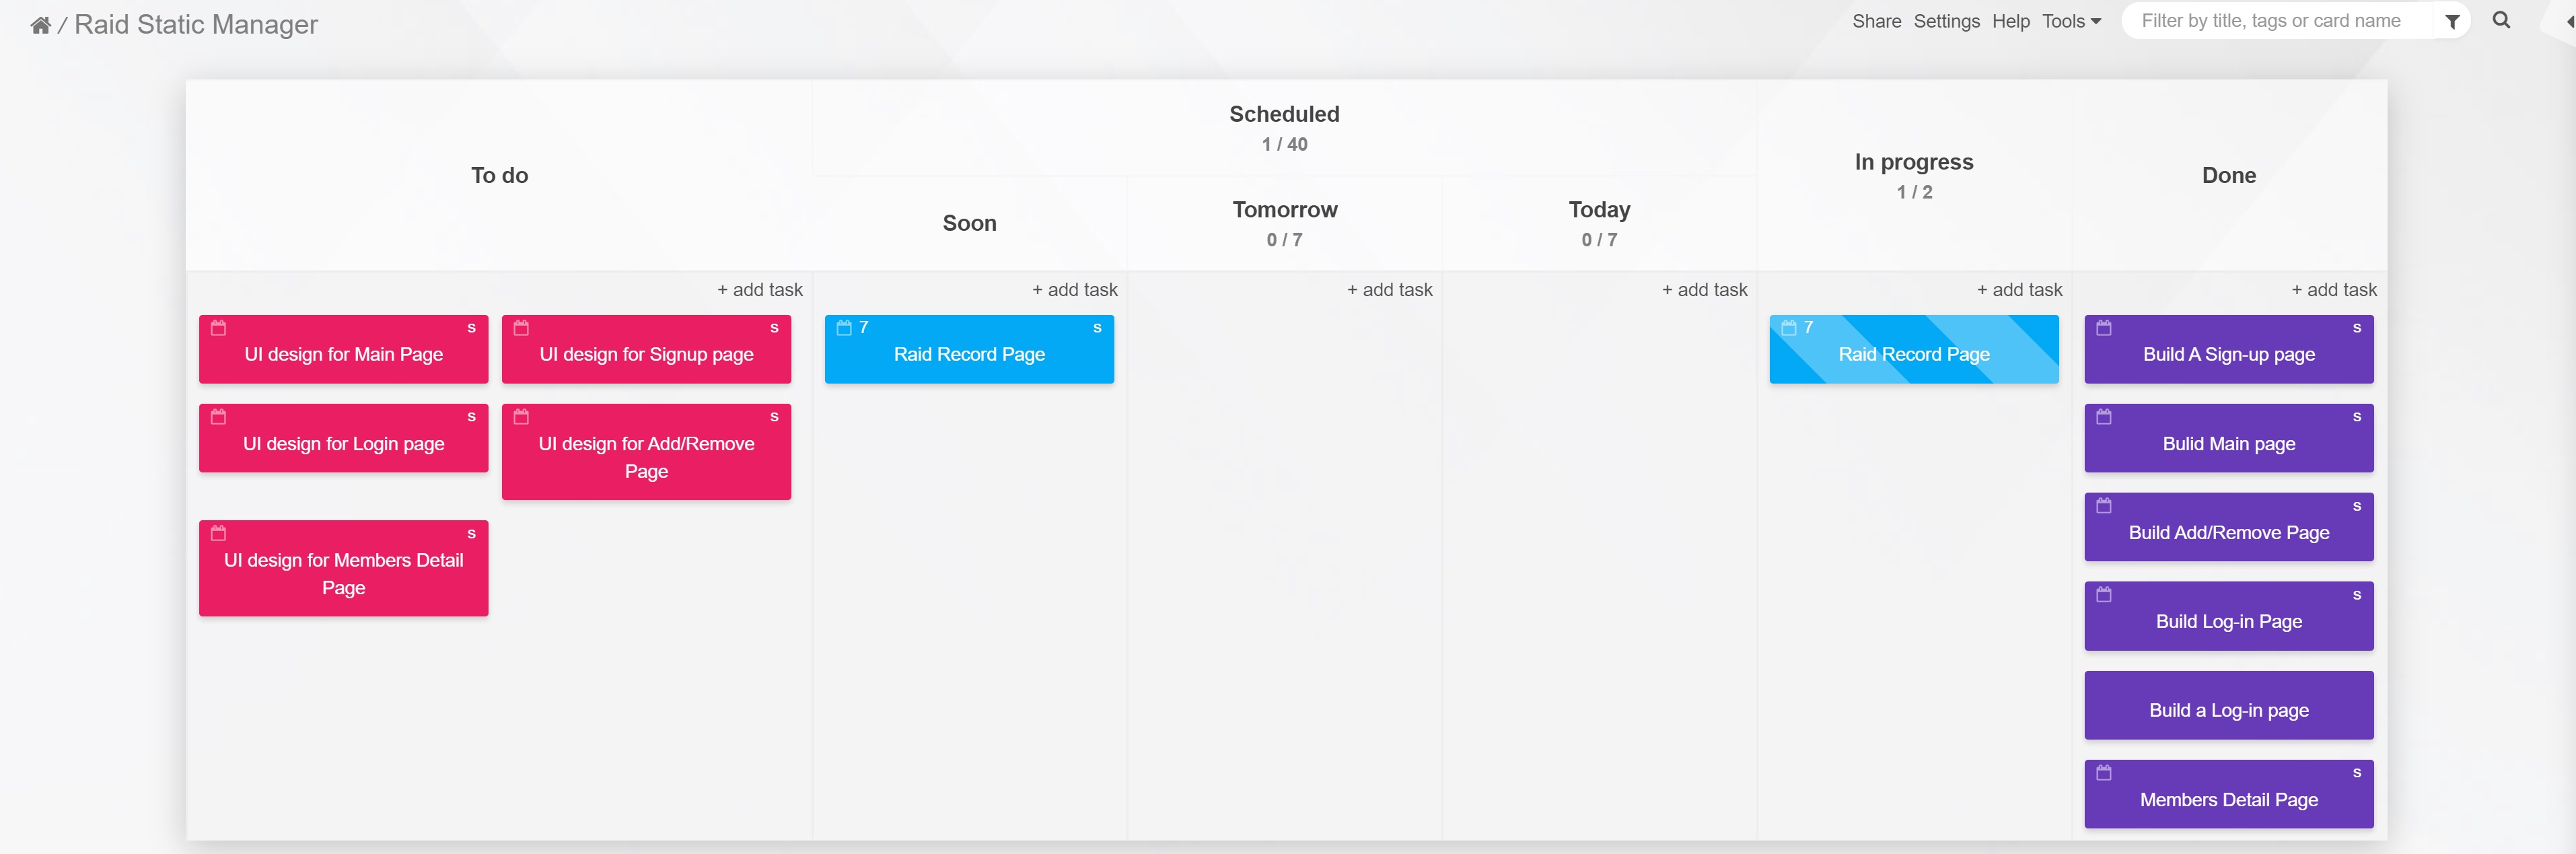 / Raid Static Manager
Share Settings Help Tools
Filter by title, tags or card name
To do
Scheduled
1 / 40
Soon
Tomorrow
0 / 7
Today
0 / 7
In progress
1 / 2
Done
+ add task
+ add task
+ add task
+ add task
+ add task
+ add task
S
UI design for Main Page
S
UI design for Signup page
S
UI design for Login page
S
UI design for Add/Remove
Page
S
UI design for Members Detail
Page
7 S
Raid Record Page
7
Raid Record Page
S
Build A Sign-up page
S
Bulid Main page
S
Build Add/Remove Page
S
Build Log-in Page
Build a Log-in page
S
Members Detail Page